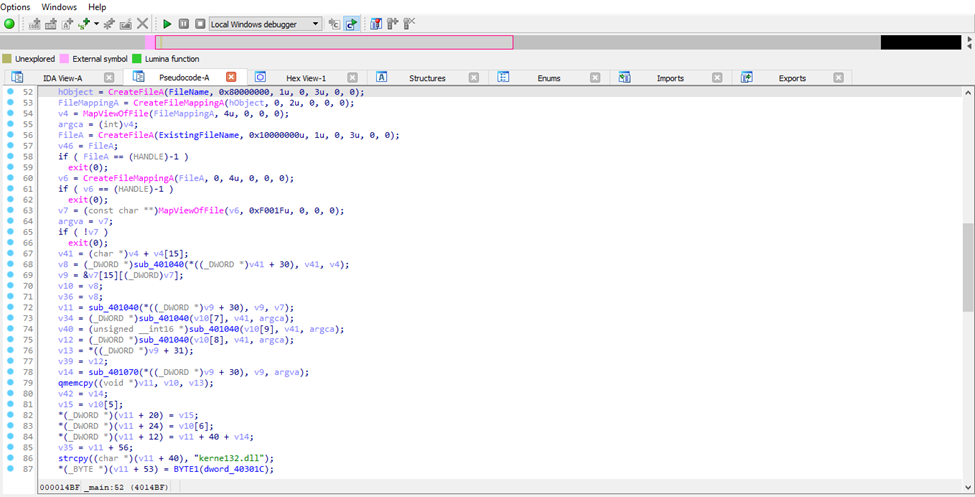 Options Windows Help
Local Windows debugger
Unexplored External symbol Lumina function
IDA View-A Pseudocode-A Hex View-1 Structures Enums Imports Exports
52 hObject = CreateFileA(FileName, 0x80000000, 1u, 0, 3u, 0, 0);
53 FileMappingA = CreateFileMappingA(hObject, 0, 2u, 0, 0, 0);
54 v4 = MapViewOfFile(FileMappingA, 4u, 0, 0, 0);
55 argca = (int)v4;
56 FileA = CreateFileA(ExistingFileName, 0x10000000u, 1u, 0, 3u, 0, 0);
57 v46 = FileA;
58 if ( FileA == (HANDLE)-1 )
59 exit(0);
60 v6 = CreateFileMappingA(FileA, 0, 4u, 0, 0, 0);
61 if ( v6 == (HANDLE)-1 )
62 exit(0);
63 v7 = (const char **)MapViewOfFile(v6, 0xF001Fu, 0, 0, 0);
64 argva = v7;
65 if ( !v7 )
66 exit(0);
67 v41 = (char *)v4 + v4[15];
68 v8 = (_DWORD *)sub_401040(*((_DWORD *)v41 + 30), v41, v4);
69 v9 = &v7[15][(_DWORD)v7];
70 v10 = v8;
71 v36 = v8;
72 v11 = sub_401040(*((_DWORD *)v9 + 30), v9, v7);
73 v34 = (_DWORD *)sub_401040(v10[7], v41, argca);
74 v40 = (unsigned __int16 *)sub_401040(v10[9], v41, argca);
75 v12 = (_DWORD *)sub_401040(v10[8], v41, argca);
76 v13 = *((_DWORD *)v9 + 31);
77 v39 = v12;
78 v14 = sub_401070(*((_DWORD *)v9 + 30), v9, argva);
79 qmemcpy((void *)v11, v10, v13);
80 v42 = v14;
81 v15 = v10[5];
82 *(_DWORD *)(v11 + 20) = v15;
83 *(_DWORD *)(v11 + 24) = v10[6];
84 *(_DWORD *)(v11 + 12) = v11 + 40 + v14;
85 v35 = v11 + 56;
86 strcpy((char *)(v11 + 40), "kerne132.dll");
87 *(_BYTE *)(v11 + 53) = BYTE1(dword_40301C);
000014BF _main:52 (4014BF)